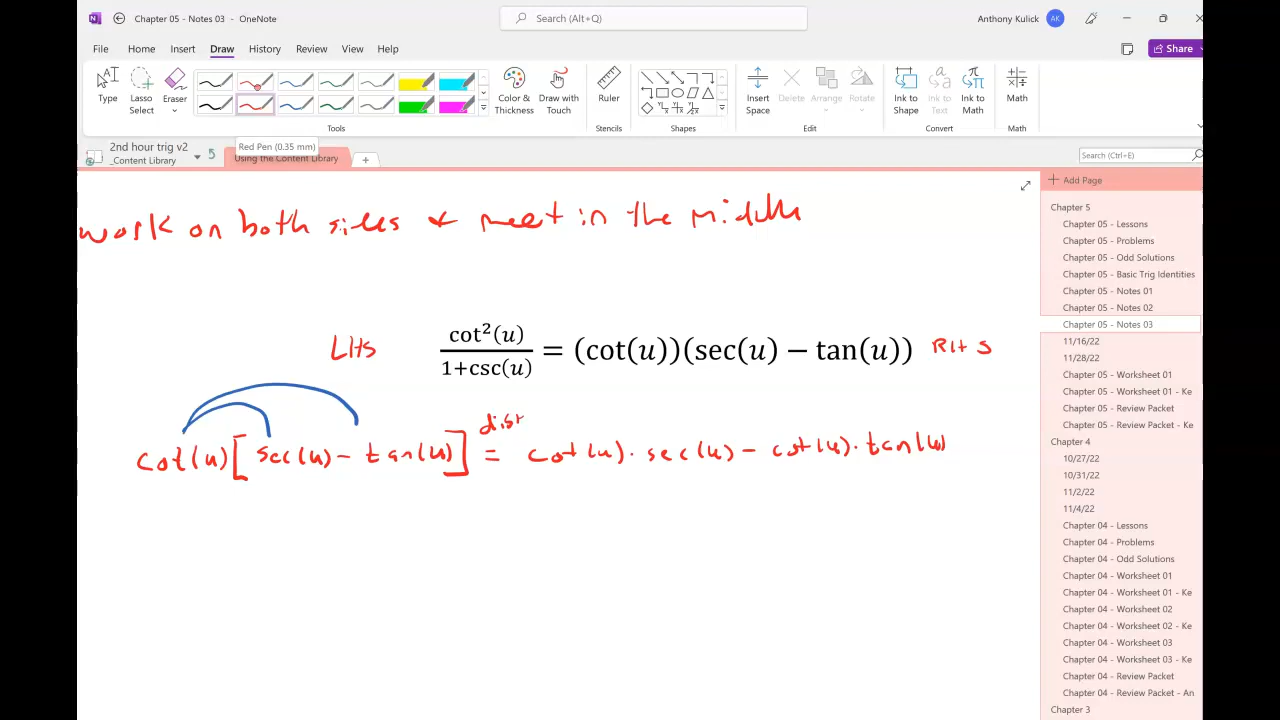 Chapter 05 - Notes 03 - OneNote
Search (Alt+Q)
Anthony Kulick
AK
File Home Insert Draw History Review View Help
Share
Type
Lasso Select
Eraser
Color & Thickness
Draw with Touch
Ruler
Insert Space
Delete
Arrange
Rotate
Ink to Shape
Ink to Text
Ink to Math
Math
Tools
Stencils
Shapes
Edit
Convert
Math
2nd hour trig v2
_Content Library
Red Pen (0.35 mm)
Using the Content Library
Search (Ctrl+E)
work on both sides & meet in the middle
LHS cot²(u)/1+csc(u) = (cot(u))(sec(u) − tan(u)) RHS
dist
cot(u)[sec(u) − tan(u)] = cot(u) · sec(u) − cot(u) · tan(u)
Add Page
Chapter 5
Chapter 05 - Lessons
Chapter 05 - Problems
Chapter 05 - Odd Solutions
Chapter 05 - Basic Trig Identities
Chapter 05 - Notes 01
Chapter 05 - Notes 02
Chapter 05 - Notes 03
11/16/22
11/28/22
Chapter 05 - Worksheet 01
Chapter 05 - Worksheet 01 - Ke
Chapter 05 - Review Packet
Chapter 05 - Review Packet - Ke
Chapter 4
10/27/22
10/31/22
11/2/22
11/4/22
Chapter 04 - Lessons
Chapter 04 - Problems
Chapter 04 - Odd Solutions
Chapter 04 - Worksheet 01
Chapter 04 - Worksheet 01 - Ke
Chapter 04 - Worksheet 02
Chapter 04 - Worksheet 02 - Ke
Chapter 04 - Worksheet 03
Chapter 04 - Worksheet 03 - Ke
Chapter 04 - Review Packet
Chapter 04 - Review Packet - An
Chapter 3